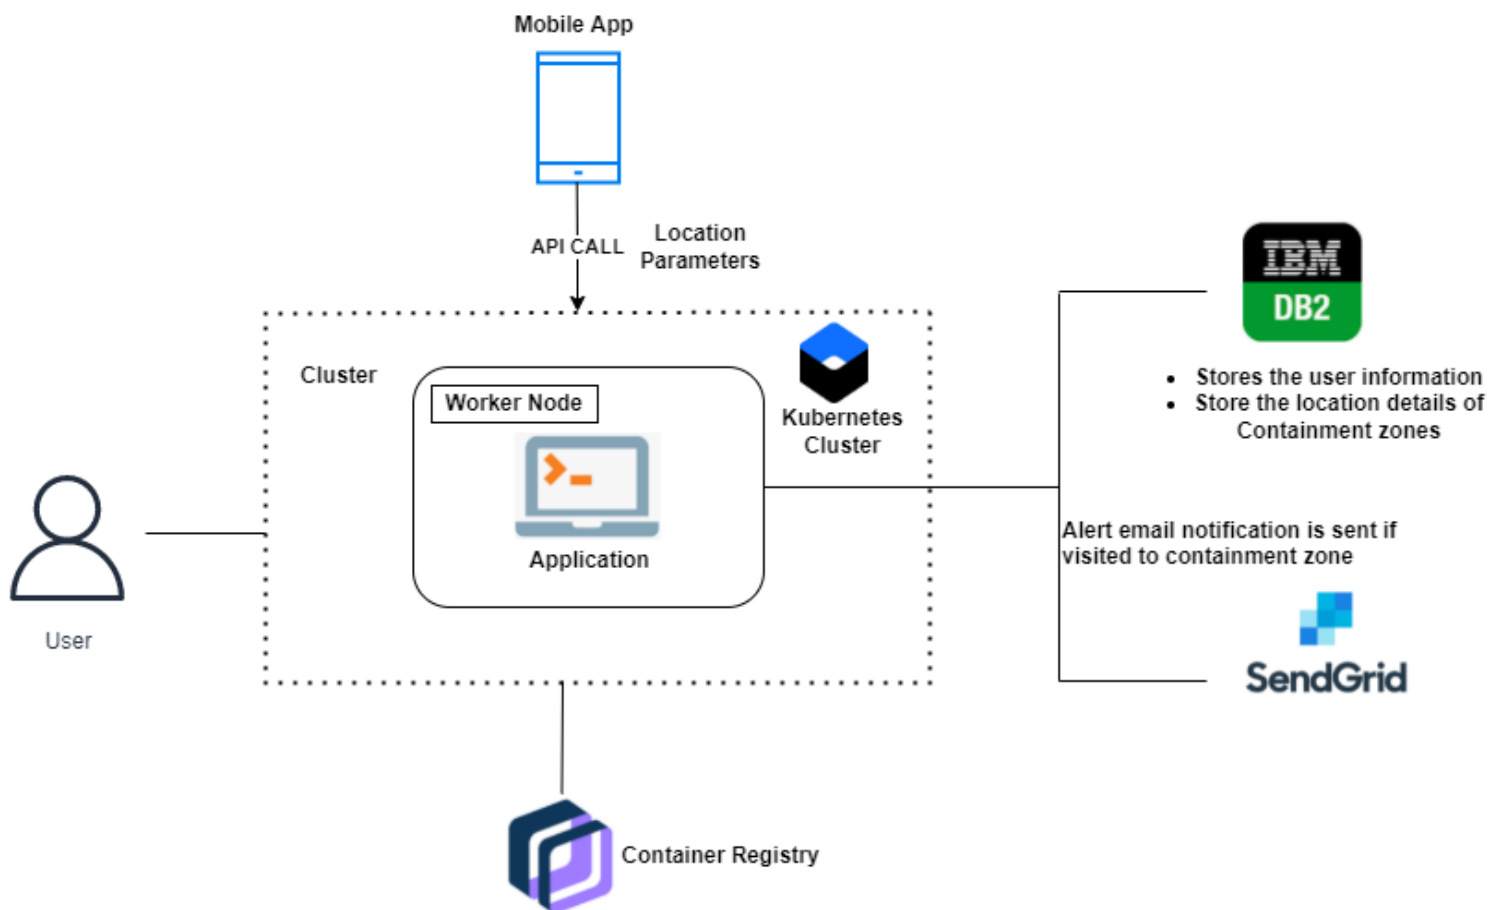 Mobile App
API CALL
Location
Parameters
Cluster
Worker Node
Application
Kubernetes
Cluster
User
IBM
DB2
• Stores the user information
• Store the location details of
Containment zones
Alert email notification is sent if
visited to containment zone
SendGrid
Container Registry